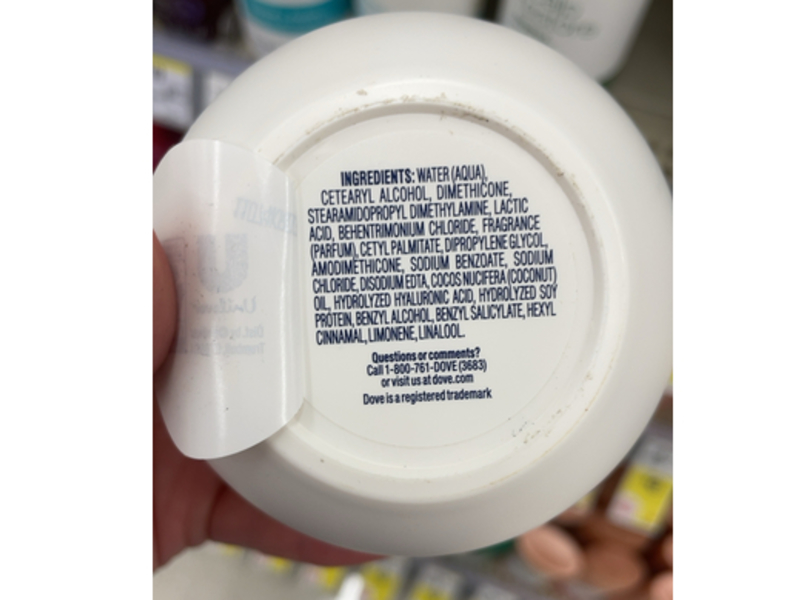 INGREDIENTS: WATER (AQUA),
CETEARYL ALCOHOL, DIMETHICONE,
STEARAMIDOPROPYL DIMETHYLAMINE, LACTIC
ACID, BEHENTRIMONIUM CHLORIDE, FRAGRANCE
(PARFUM), CETYL PALMITATE, DIPROPYLENE GLYCOL,
AMODIMETHICONE, SODIUM BENZOATE, SODIUM
CHLORIDE, DISODIUM EDTA, COCOS NUCIFERA (COCONUT)
OIL, HYDROLYZED HYALURONIC ACID, HYDROLYZED SOY
PROTEIN, BENZYL ALCOHOL, BENZYL SALICYLATE, HEXYL
CINNAMAL, LIMONENE, LINALOOL.
Questions or comments?
Call 1-800-761-DOVE (3683)
or visit us at dove.com
Dove is a registered trademark